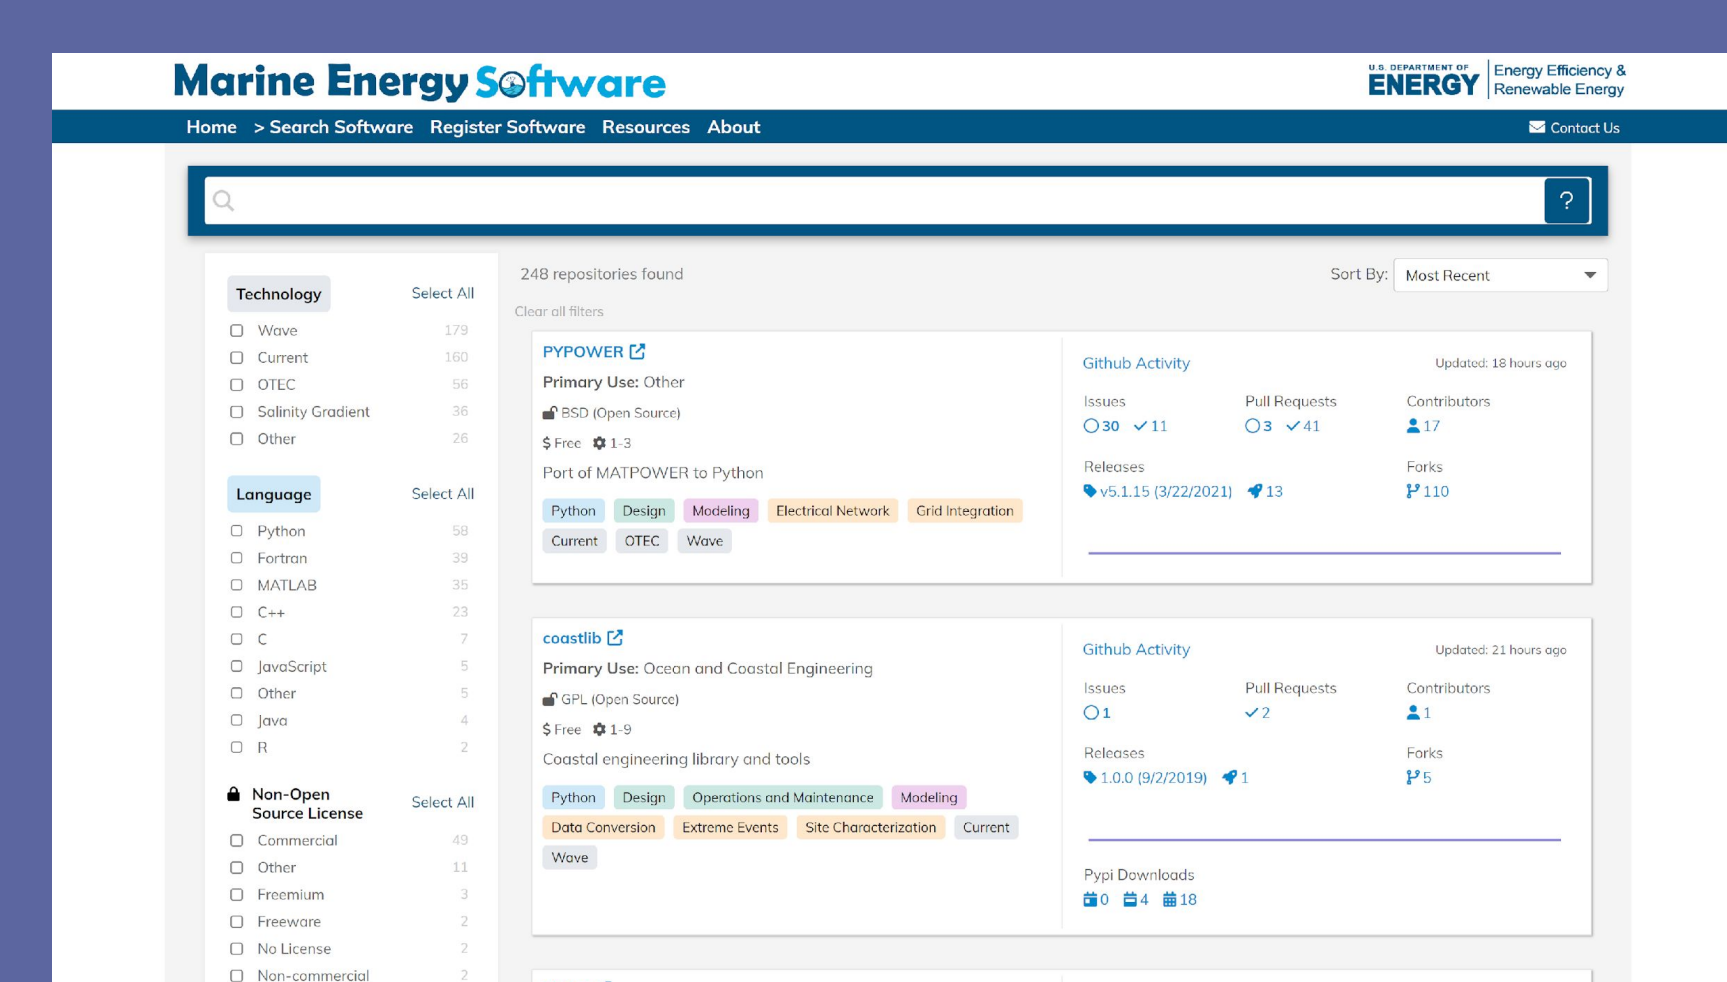 Marine Energy Software
U.S. DEPARTMENT OF
ENERGY
Energy Efficiency &
Renewable Energy
Home > Search Software Register Software Resources About
Contact Us
?
Technology Select All
Wave 179
Current 160
OTEC 56
Salinity Gradient 36
Other 26
Language Select All
Python 58
Fortran 39
MATLAB 35
C++ 23
C 7
JavaScript 5
Other 5
Java 4
R 2
Non-Open
Source License
Select All
Commercial 49
Other 11
Freemium 3
Freeware 2
No License 2
Non-commercial 2
248 repositories found
Sort By: Most Recent
Clear all filters
PYPOWER
Primary Use: Other
BSD (Open Source)
$ Free 1-3
Port of MATPOWER to Python
Python Design Modeling Electrical Network Grid Integration
Current OTEC Wave
Github Activity Updated: 18 hours ago
Issues Pull Requests Contributors
30 11 3 41 17
Releases Forks
v5.1.15 (3/22/2021) 13 110
coastlib
Primary Use: Ocean and Coastal Engineering
GPL (Open Source)
$ Free 1-9
Coastal engineering library and tools
Python Design Operations and Maintenance Modeling
Data Conversion Extreme Events Site Characterization Current
Wave
Github Activity Updated: 21 hours ago
Issues Pull Requests Contributors
1 2 1
Releases Forks
1.0.0 (9/2/2019) 1 5
Pypi Downloads
0 4 18